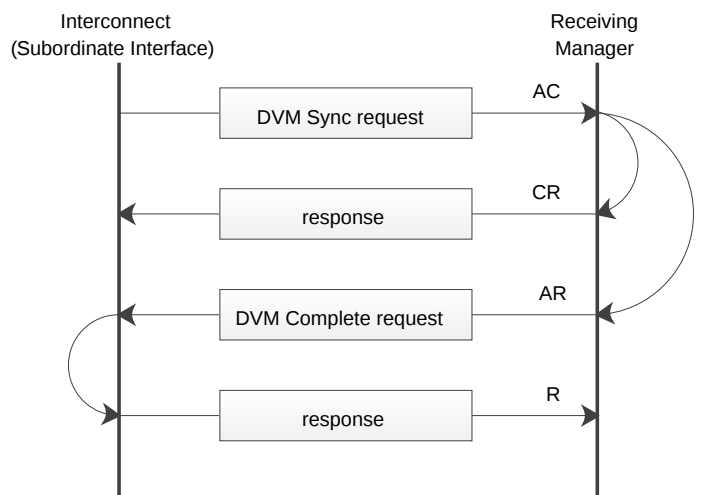 Interconnect
(Subordinate Interface)
Receiving
Manager
DVM Sync request
AC
response
CR
DVM Complete request
AR
response
R